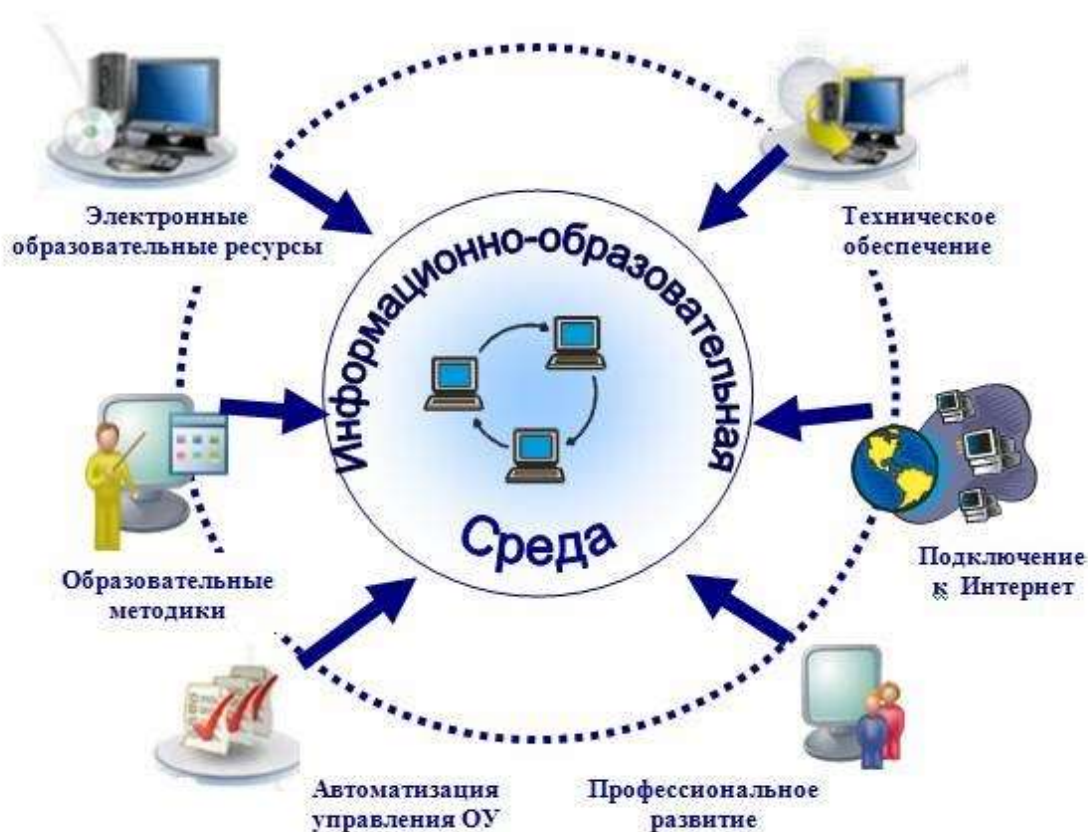 Электронные
образовательные ресурсы
Техническое
обеспечение
Информационно-образовательная
Среда
Образовательные
методики
Подключение
к Интернет
Автоматизация
управления ОУ
Профессиональное
развитие